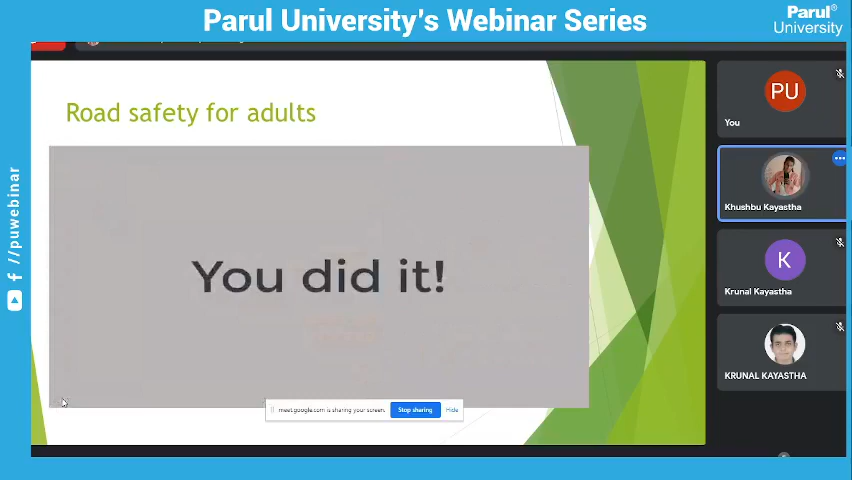 Parul University's Webinar Series
Parul®
University
//puwebinar
Road safety for adults
You did it!
meet.google.com is sharing your screen.
Stop sharing
Hide
PU
You
Khushbu Kayastha
K
Krunal Kayastha
KRUNAL KAYASTHA